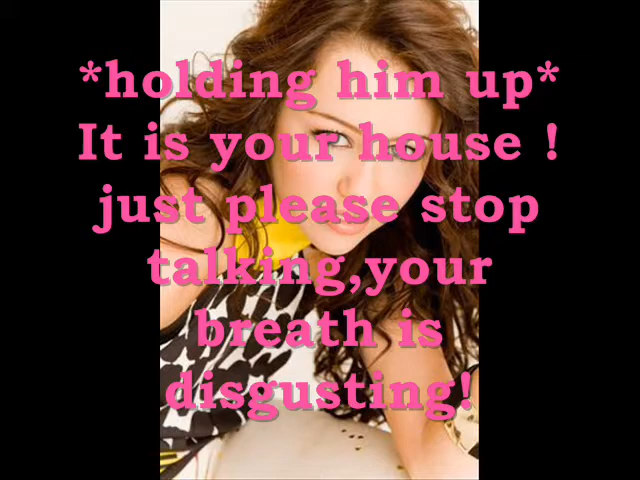 *holding him up*
It is your house !
just please stop
talking,your
breath is
disgusting!